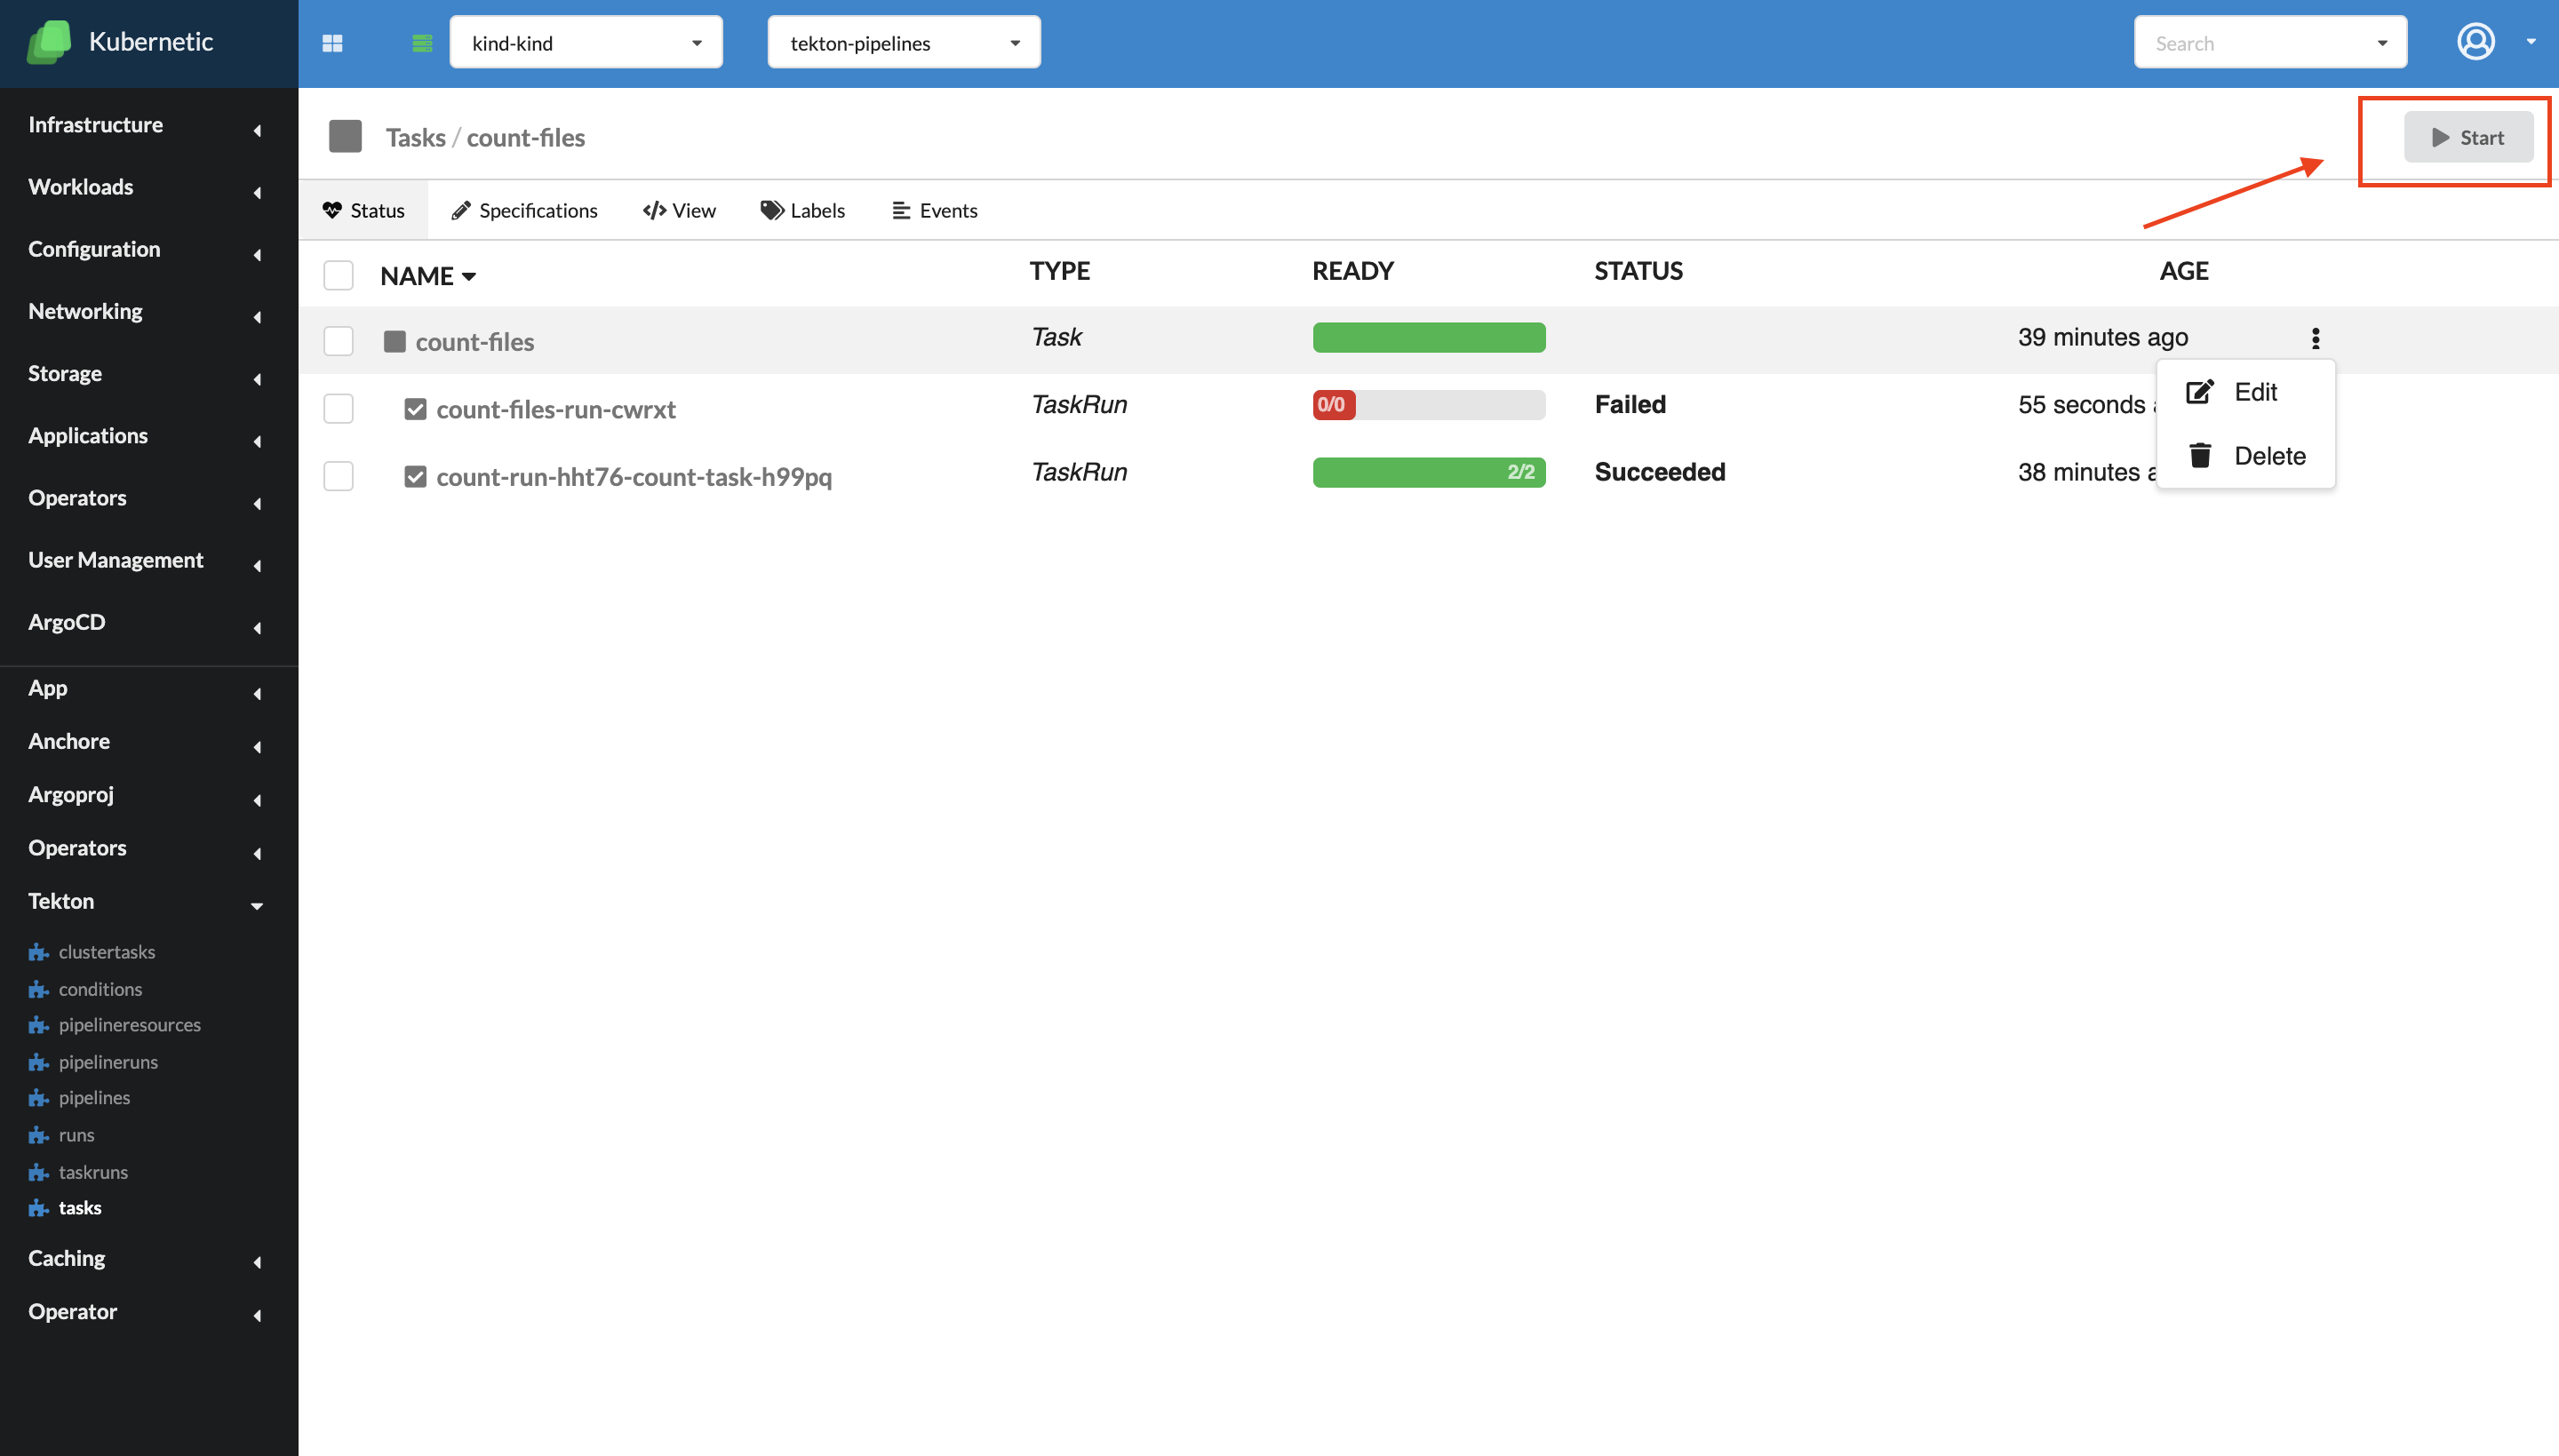 Kubernetic
kind-kind
tekton-pipelines
Search
Infrastructure
Workloads
Configuration
Networking
Storage
Applications
Operators
User Management
ArgoCD
App
Anchore
Argoproj
Operators
Tekton
clustertasks
conditions
pipelineresources
pipelineruns
pipelines
runs
taskruns
tasks
Caching
Operator
Tasks / count-files
Start
Status Specifications View Labels Events
NAME TYPE READY STATUS AGE
count-files Task 39 minutes ago
count-files-run-cwrxt TaskRun 0/0 Failed 55 seconds
count-run-hht76-count-task-h99pq TaskRun 2/2 Succeeded 38 minutes
Edit
Delete